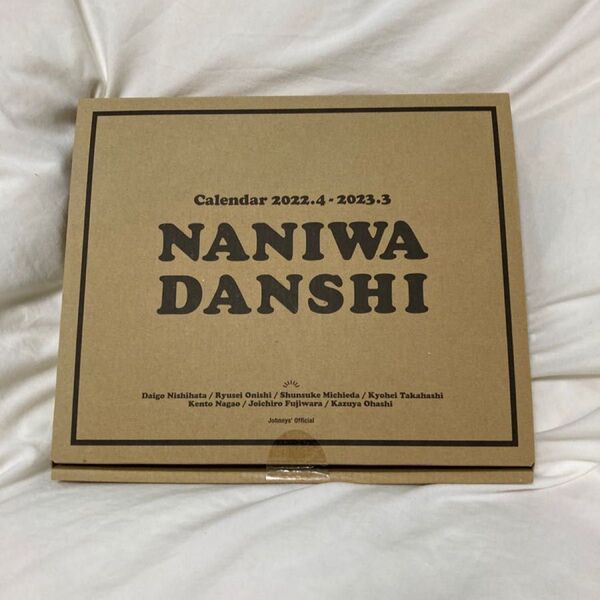 Calendar 2022.4 - 2023.3
NANIWA
DANSHI
Daigo Nishihata / Ryusei Onishi / Shunsuke Michieda / Kyohei Takahashi
Kento Nagao / Joichiro Fujiwara / Kazuya Ohashi
Johnnys' Official